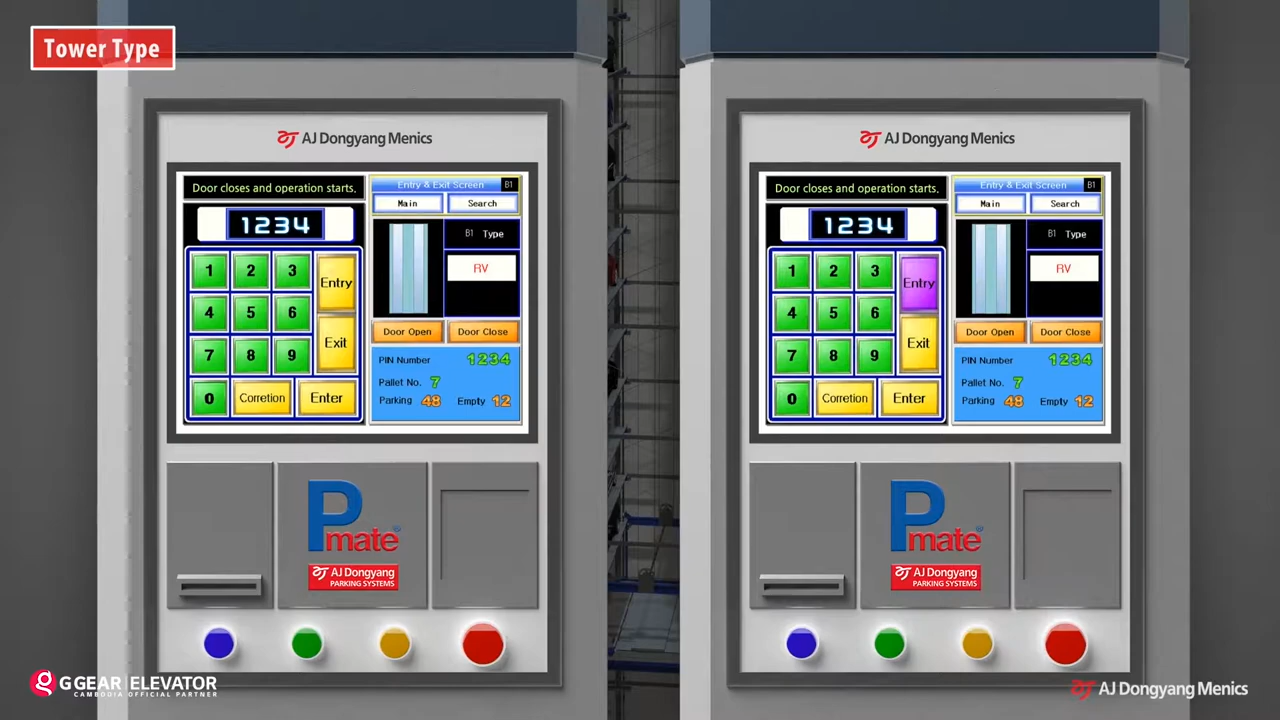 Tower Type
AJ Dongyang Menics
Door closes and operation starts.
1234
1 2 3
4 5 6
7 8 9
0 Corretion Enter
Entry
Exit
Entry & Exit Screen B1
Main Search
B1 Type
RV
Door Open Door Close
PIN Number 1234
Pallet No. 7
Parking 48 Empty 12
Pmate®
AJ Dongyang
PARKING SYSTEMS
AJ Dongyang Menics
Door closes and operation starts.
1234
1 2 3
4 5 6
7 8 9
0 Corretion Enter
Entry
Exit
Entry & Exit Screen B1
Main Search
B1 Type
RV
Door Open Door Close
PIN Number 1234
Pallet No. 7
Parking 48 Empty 12
Pmate®
AJ Dongyang
PARKING SYSTEMS
G GEAR ELEVATOR
CAMBODIA OFFICIAL PARTNER
AJ Dongyang Menics